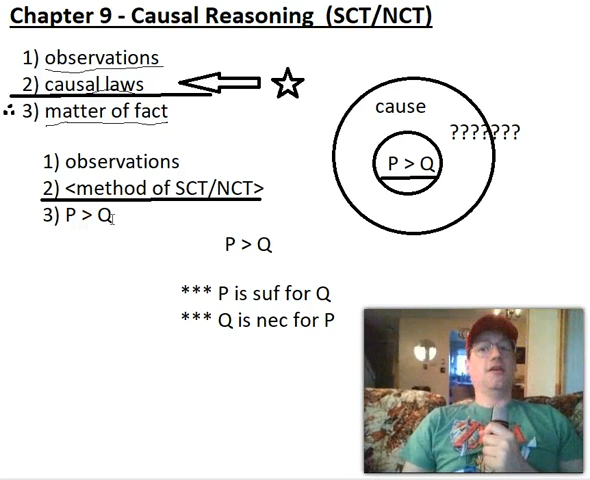 Chapter 9 - Causal Reasoning (SCT/NCT)
1) observations
2) causal laws
∴ 3) matter of fact
cause
???????
P > Q
1) observations
2) <method of SCT/NCT>
3) P > Q
P > Q
*** P is suf for Q
*** Q is nec for P